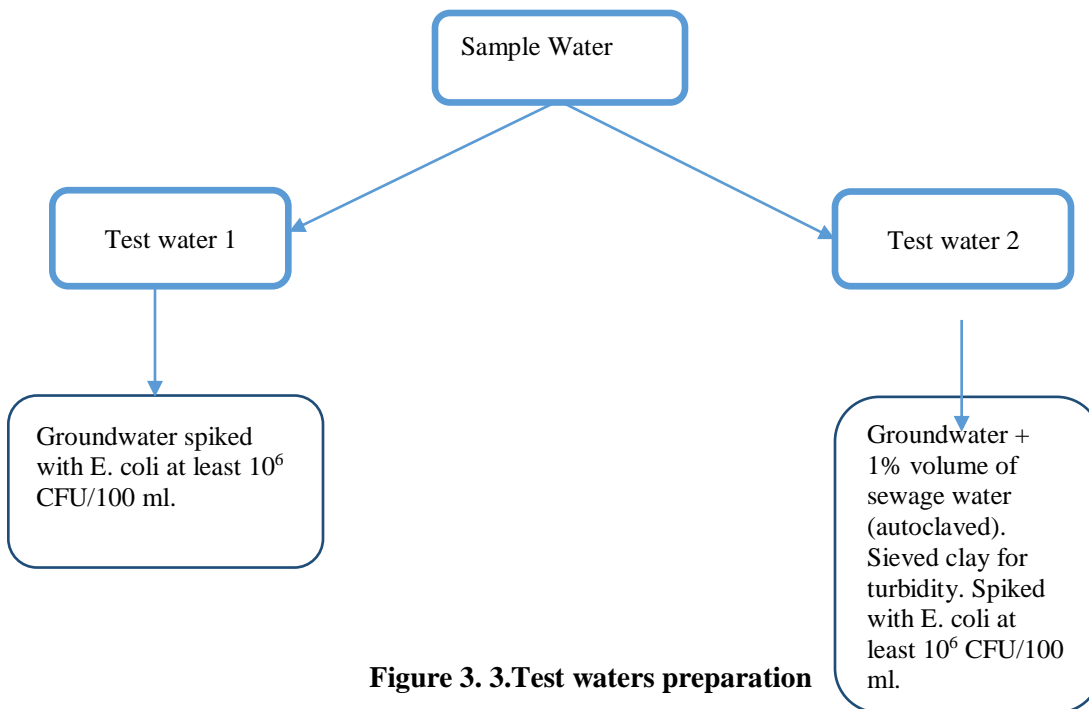 Sample Water
Test water 1
Test water 2
Groundwater spiked
with E. coli at least 10⁶
CFU/100 ml.
Groundwater +
1% volume of
sewage water
(autoclaved).
Sieved clay for
turbidity. Spiked
with E. coli at
least 10⁶ CFU/100
ml.
Figure 3. 3.Test waters preparation